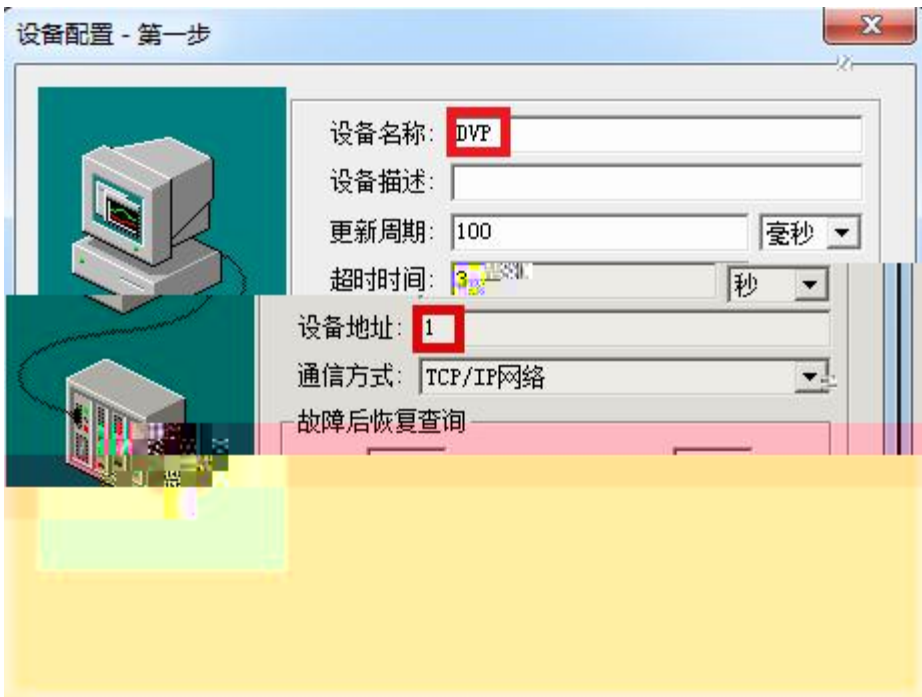 设备配置 - 第一步
设备名称: DVP
设备描述:
更新周期: 100 毫秒
超时时间: 3 秒
设备地址: 1
通信方式: TCP/IP网络
故障后恢复查询